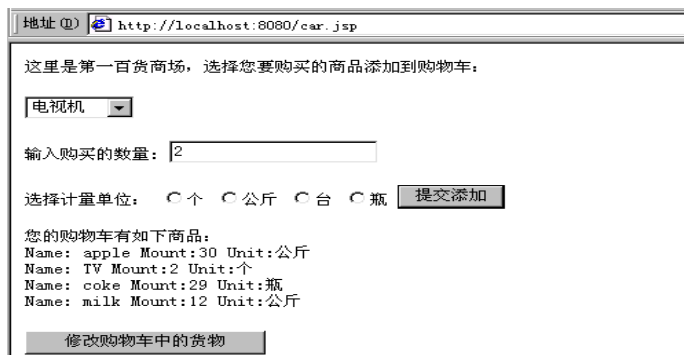 地址(D) http://localhost:8080/car.jsp
这里是第一百货商场，选择您要购买的商品添加到购物车：
电视机
输入购买的数量： 2
选择计量单位： 个 公斤 台 瓶 提交添加
您的购物车有如下商品：
Name: apple Mount:30 Unit:公斤
Name: TV Mount:2 Unit:个
Name: coke Mount:29 Unit:瓶
Name: milk Mount:12 Unit:公斤
修改购物车中的货物